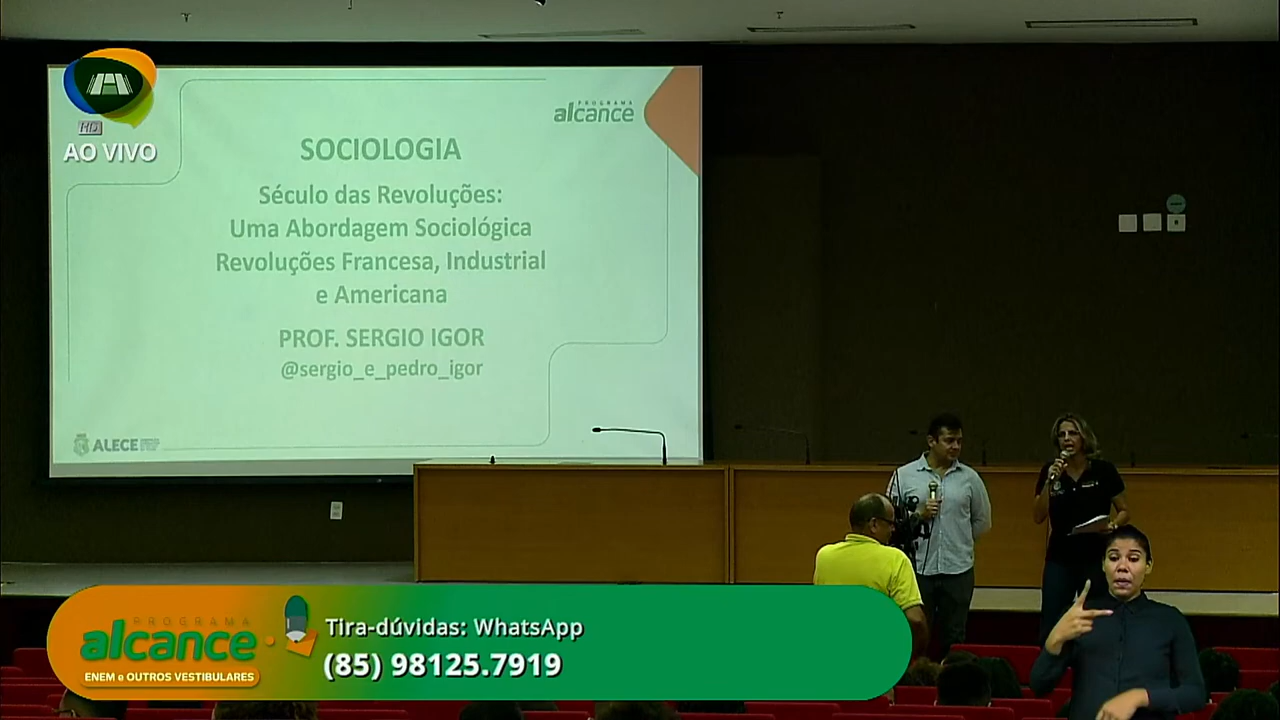 HD
AO VIVO
PROGRAMA
alcance
SOCIOLOGIA
Século das Revoluções:
Uma Abordagem Sociológica
Revoluções Francesa, Industrial
e Americana
PROF. SERGIO IGOR
@sergio_e_pedro_igor
ALECE
PROGRAMA
alcance
ENEM e OUTROS VESTIBULARES
Tira-dúvidas: WhatsApp
(85) 98125.7919